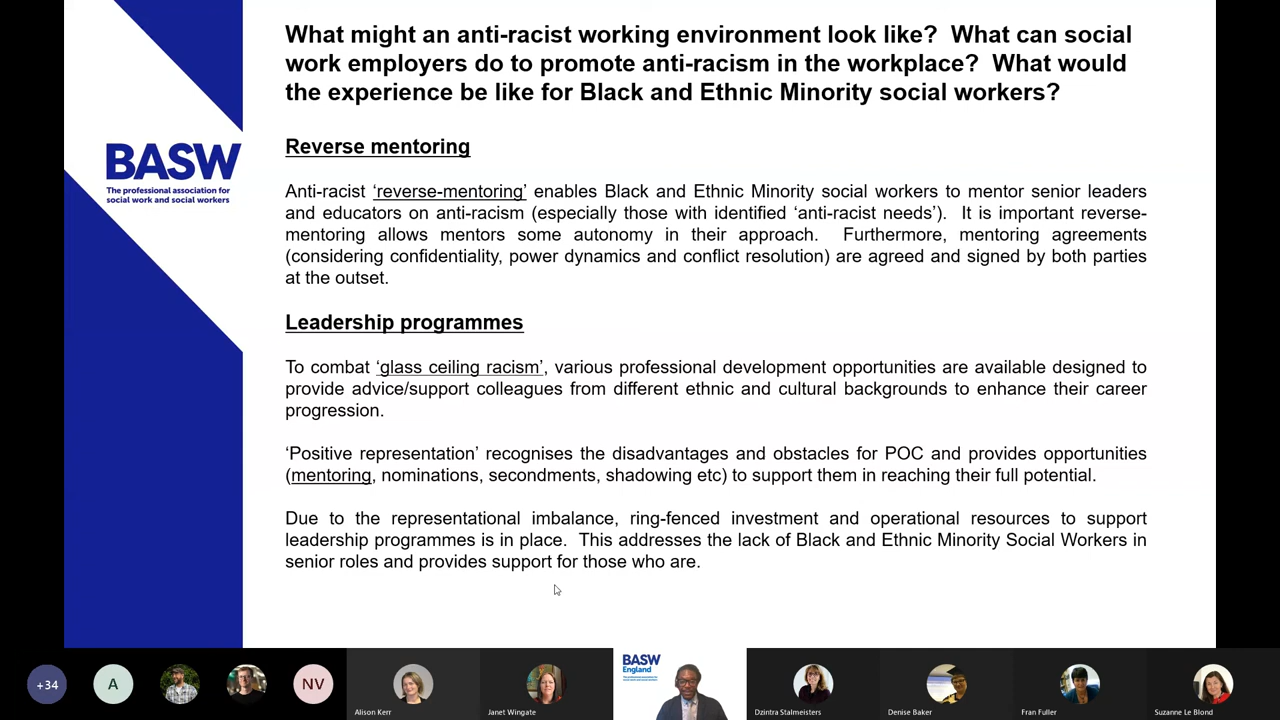 What might an anti-racist working environment look like? What can social
work employers do to promote anti-racism in the workplace? What would
the experience be like for Black and Ethnic Minority social workers?
BASW
The professional association for
social work and social workers
Reverse mentoring
Anti-racist ‘reverse-mentoring’ enables Black and Ethnic Minority social workers to mentor senior leaders
and educators on anti-racism (especially those with identified ‘anti-racist needs’). It is important reverse-
mentoring allows mentors some autonomy in their approach. Furthermore, mentoring agreements
(considering confidentiality, power dynamics and conflict resolution) are agreed and signed by both parties
at the outset.
Leadership programmes
To combat ‘glass ceiling racism’, various professional development opportunities are available designed to
provide advice/support colleagues from different ethnic and cultural backgrounds to enhance their career
progression.
‘Positive representation’ recognises the disadvantages and obstacles for POC and provides opportunities
(mentoring, nominations, secondments, shadowing etc) to support them in reaching their full potential.
Due to the representational imbalance, ring-fenced investment and operational resources to support
leadership programmes is in place. This addresses the lack of Black and Ethnic Minority Social Workers in
senior roles and provides support for those who are.
+34
A
NV
Alison Kerr
Janet Wingate
BASW
England
Dzintra Stalmeisters
Denise Baker
Fran Fuller
Suzanne Le Blond